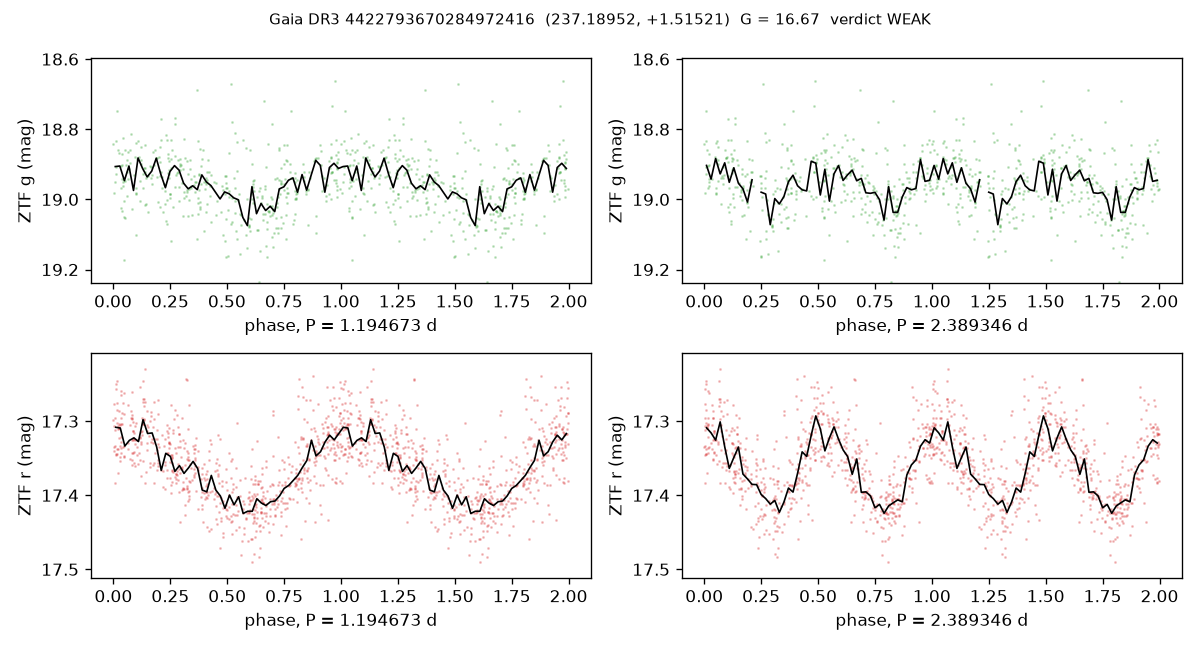 Gaia DR3 4422793670284972416 (237.18952, +1.51521) G = 16.67 verdict WEAK
ZTF g (mag)
18.6
18.8
19.0
19.2
0.00 0.25 0.50 0.75 1.00 1.25 1.50 1.75 2.00
phase, P = 1.194673 d
ZTF g (mag)
18.6
18.8
19.0
19.2
0.00 0.25 0.50 0.75 1.00 1.25 1.50 1.75 2.00
phase, P = 2.389346 d
ZTF r (mag)
17.3
17.4
17.5
0.00 0.25 0.50 0.75 1.00 1.25 1.50 1.75 2.00
phase, P = 1.194673 d
ZTF r (mag)
17.3
17.4
17.5
0.00 0.25 0.50 0.75 1.00 1.25 1.50 1.75 2.00
phase, P = 2.389346 d